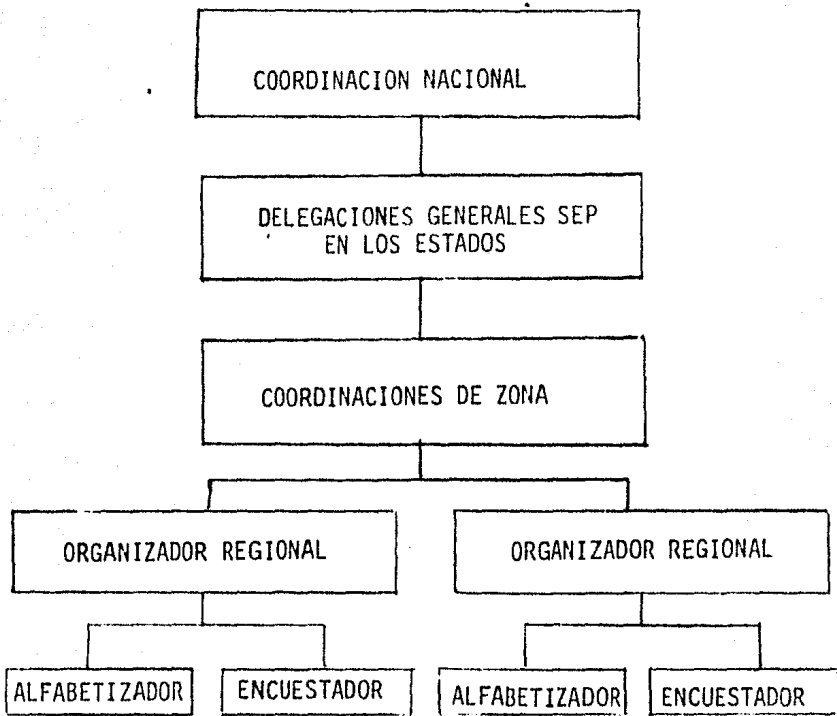 COORDINACION NACIONAL
DELEGACIONES GENERALES SEP
EN LOS ESTADOS
COORDINACIONES DE ZONA
ORGANIZADOR REGIONAL
ORGANIZADOR REGIONAL
ALFABETIZADOR
ENCUESTADOR
ALFABETIZADOR
ENCUESTADOR